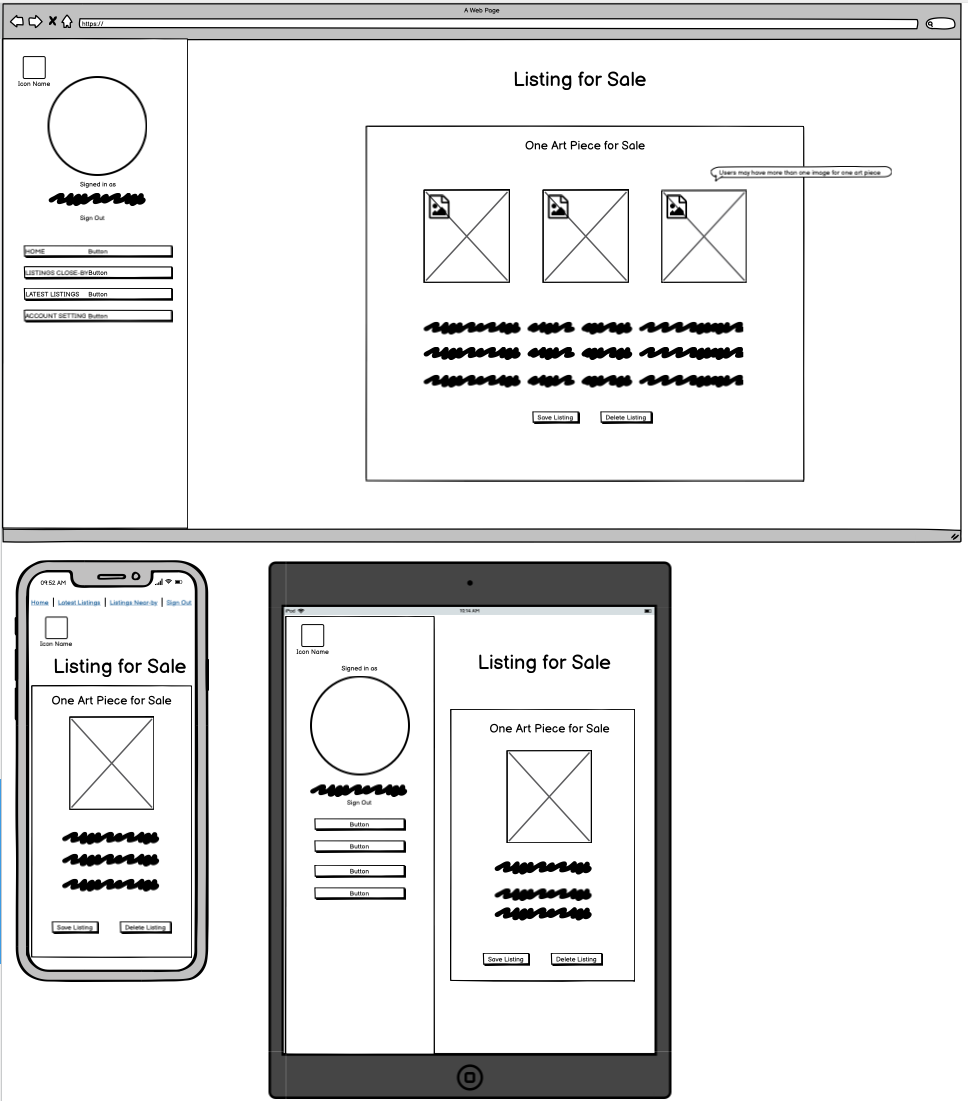 A Web Page
https://
Icon Name
Signed in as
Sign Out
HOME Button
LISTINGS CLOSE-BY Button
LATEST LISTINGS Button
ACCOUNT SETTING Button
Listing for Sale
One Art Piece for Sale
Users may have more than one image for one art piece
Save Listing Delete Listing
09:52 AM
Home | Latest Listings | Listings Near-by | Sign Out
Icon Name
Listing for Sale
One Art Piece for Sale
Save Listing Delete Listing
iPod 10:14 AM
Icon Name
Signed in as
Sign Out
Button
Button
Button
Button
Listing for Sale
One Art Piece for Sale
Save Listing Delete Listing